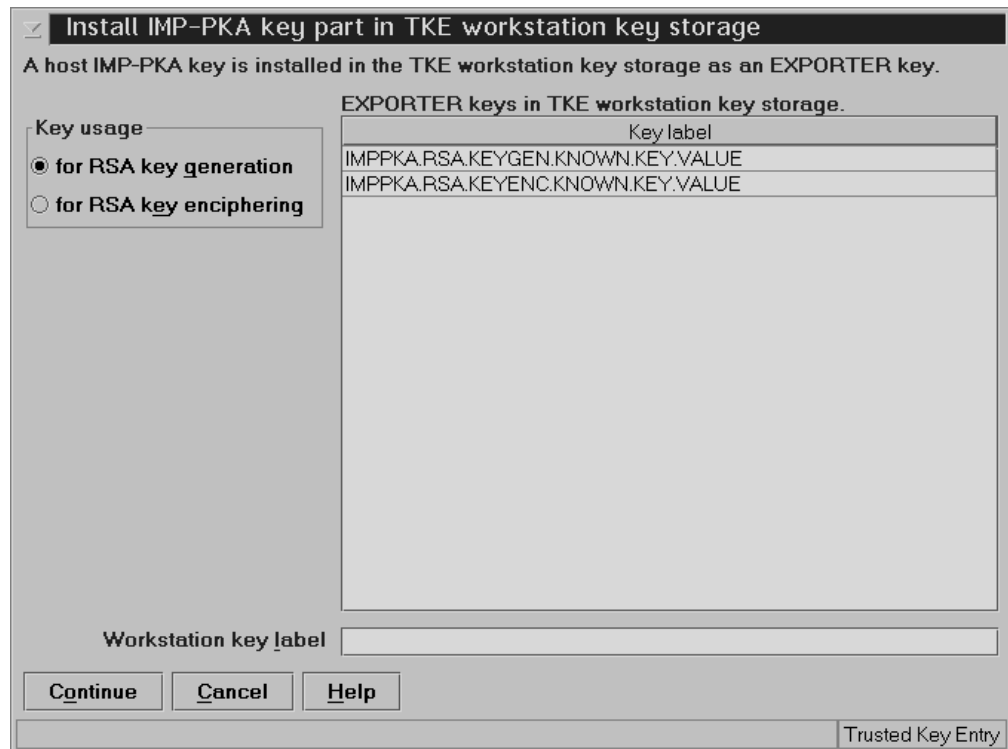 Install IMP-PKA key part in TKE workstation key storage
A host IMP-PKA key is installed in the TKE workstation key storage as an EXPORTER key.
Key usage
for RSA key generation
for RSA key enciphering
EXPORTER keys in TKE workstation key storage.
Key label
IMPPKA.RSA.KEYGEN.KNOWN.KEY.VALUE
IMPPKA.RSA.KEYENC.KNOWN.KEY.VALUE
Workstation key label
Continue
Cancel
Help
Trusted Key Entry